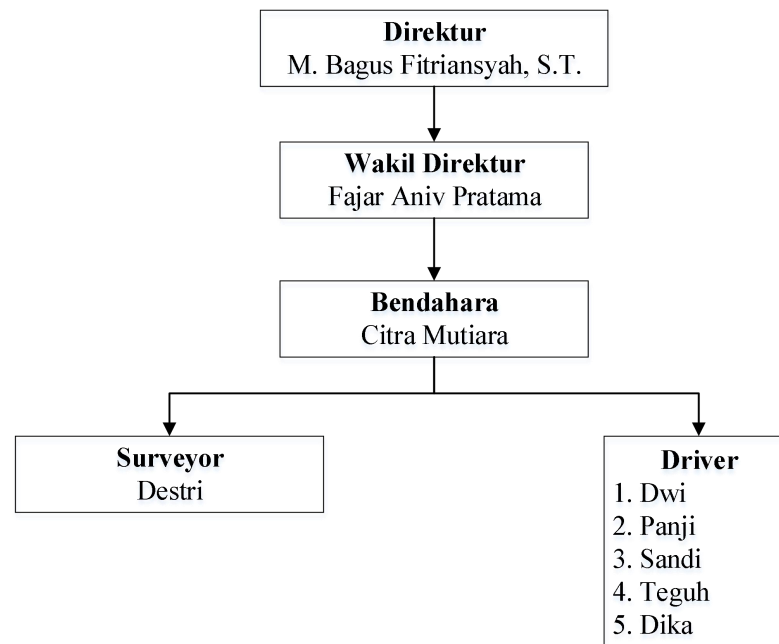 Direktur
M. Bagus Fitriansyah, S.T.
Wakil Direktur
Fajar Aniv Pratama
Bendahara
Citra Mutiara
Surveyor
Destri
Driver
1. Dwi
2. Panji
3. Sandi
4. Teguh
5. Dika